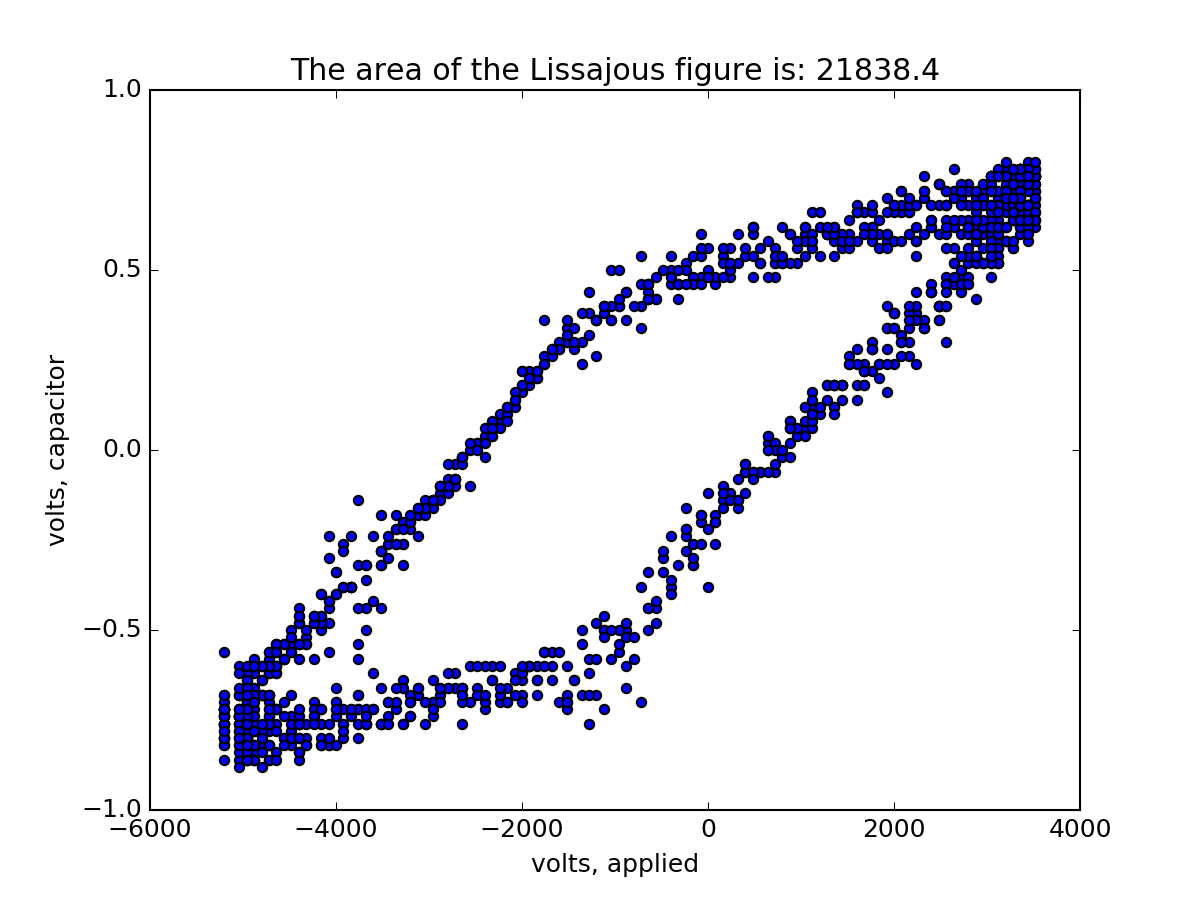 The area of the Lissajous figure is: 21838.4
1.0
0.5
0.0
−0.5
−1.0
volts, capacitor
−6000 −4000 −2000 0 2000 4000
volts, applied